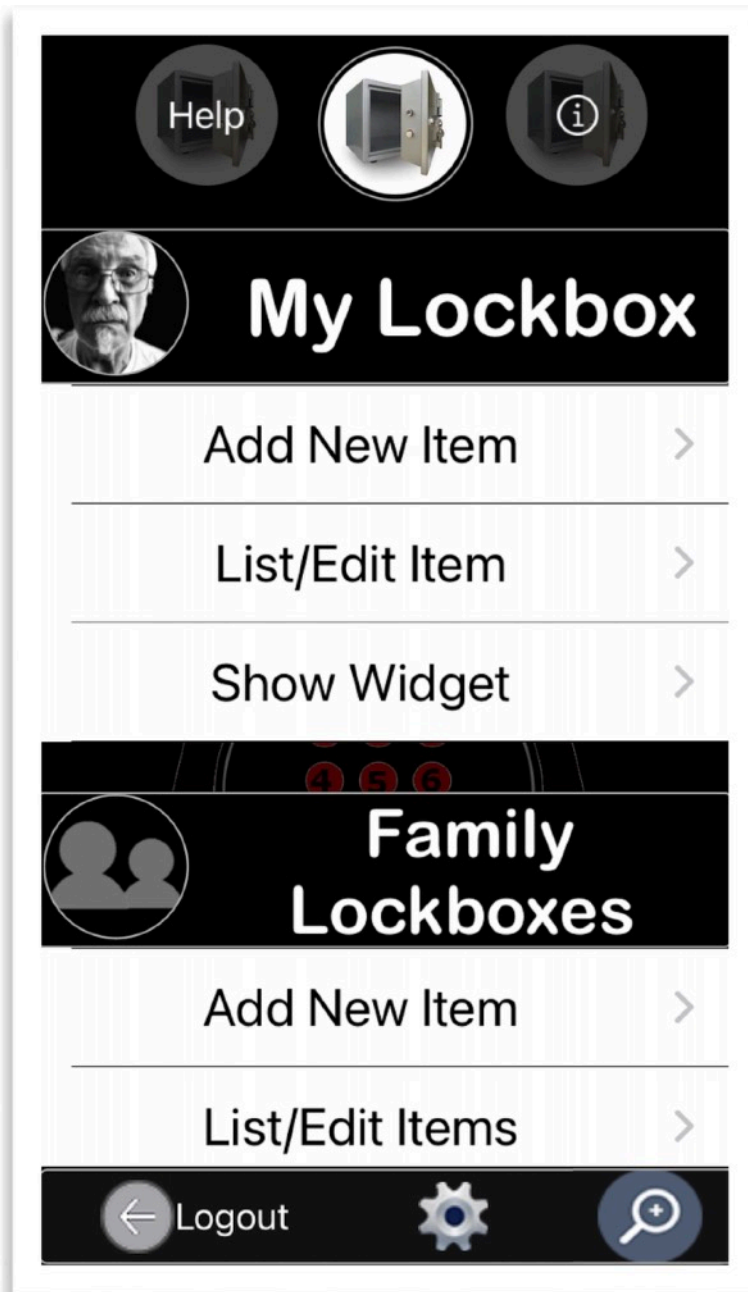 Help
My Lockbox
Add New Item
List/Edit Item
Show Widget
4 5 6
Family
Lockboxes
Add New Item
List/Edit Items
Logout